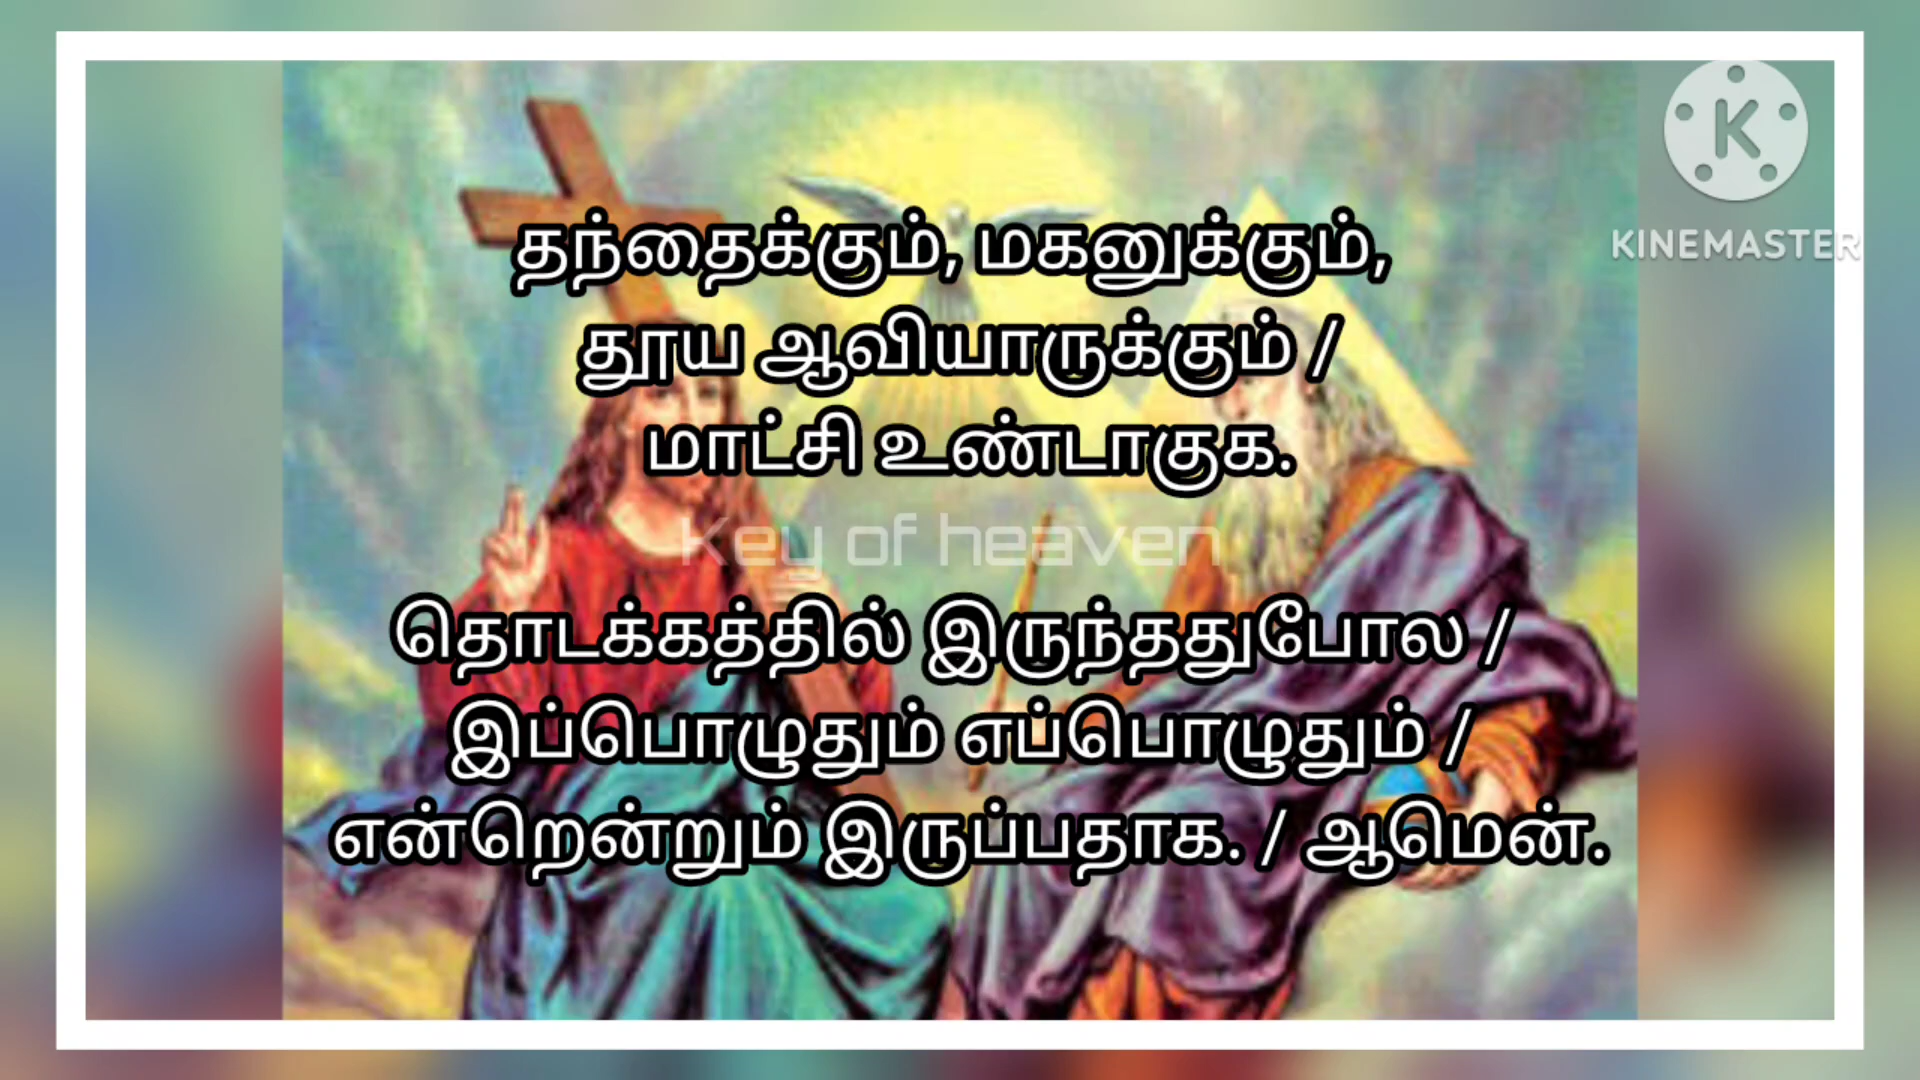 K
KINEMASTER
தந்தைக்கும், மகனுக்கும்,
தூய ஆவியாருக்கும் /
மாட்சி உண்டாகுக.
Key of heaven
தொடக்கத்தில் இருந்ததுபோல /
இப்பொழுதும் எப்பொழுதும் /
என்றென்றும் இருப்பதாக. / ஆமென்.